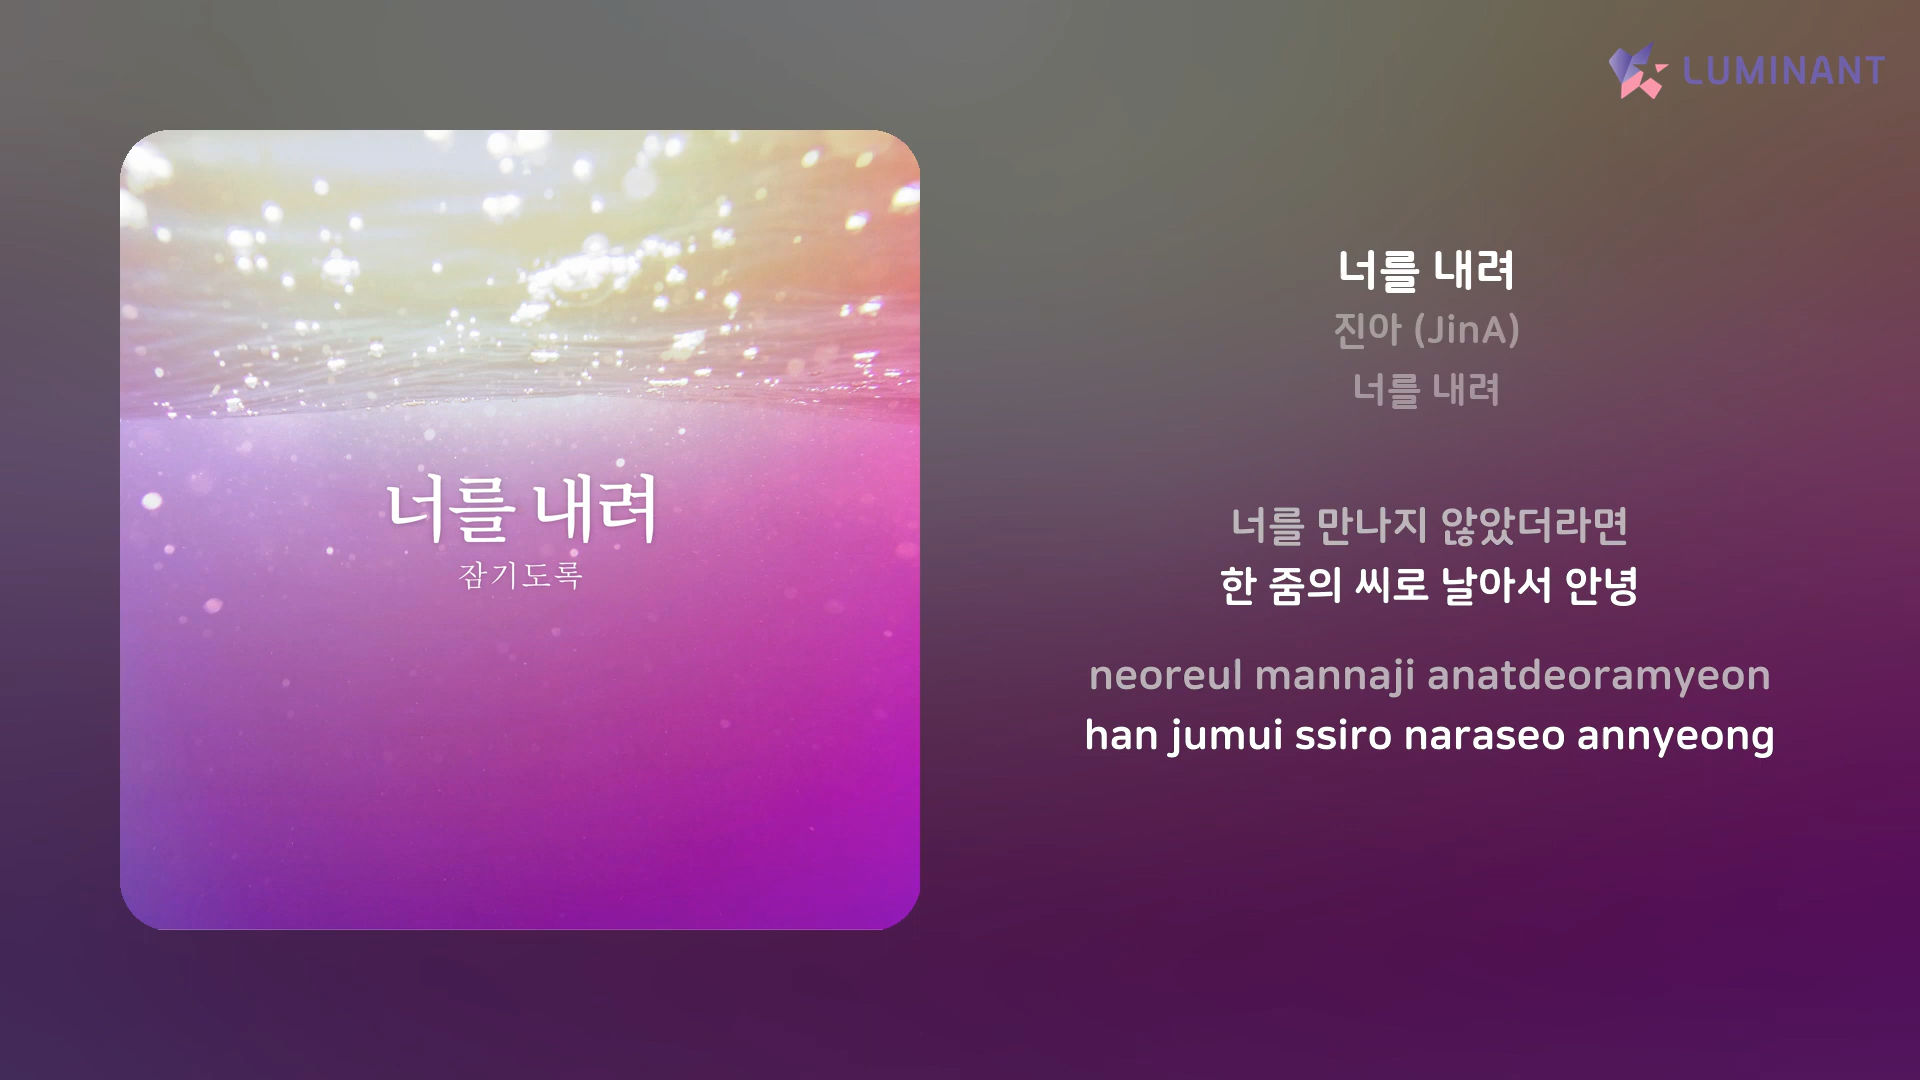 LUMINANT
너를 내려
잠기도록
너를 내려
진아 (JinA)
너를 내려
너를 만나지 않았더라면
한 줌의 씨로 날아서 안녕
neoreul mannaji anatdeoramyeon
han jumui ssiro naraseo annyeong